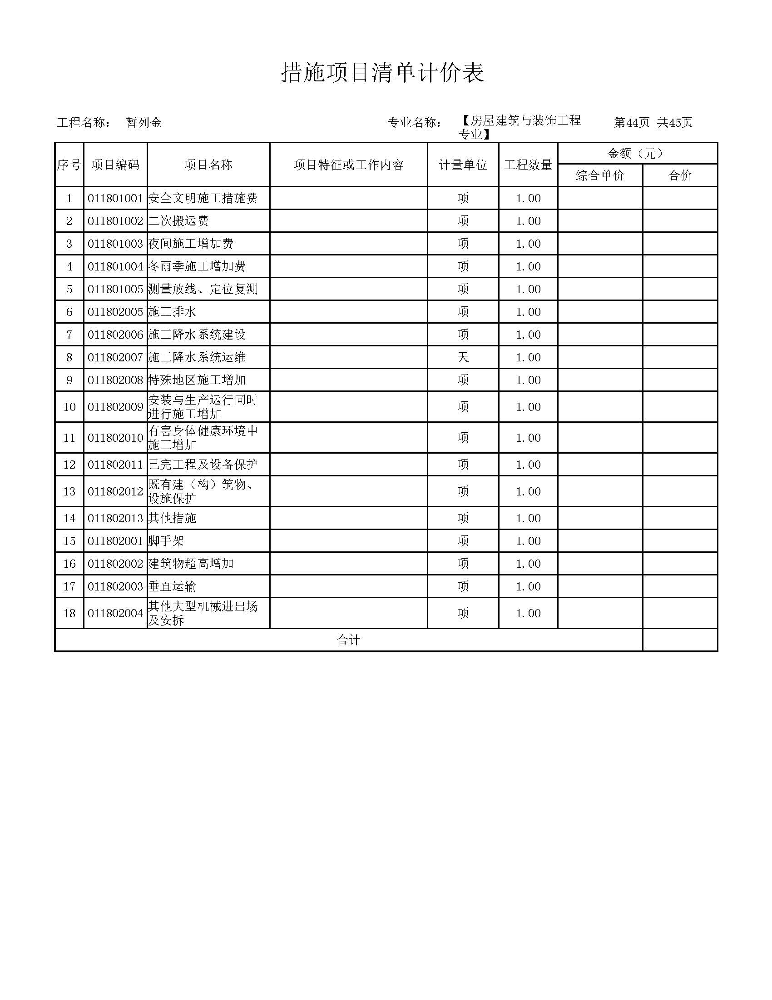 措施项目清单计价表
工程名称: 暂列金 专业名称: 【房屋建筑与装饰工程 第44页 共45页
专业】
序号 项目编码 项目名称 项目特征或工作内容 计量单位 工程数量 金额（元）
综合单价 合价
1 011801001 安全文明施工措施费 项 1.00
2 011801002 二次搬运费 项 1.00
3 011801003 夜间施工增加费 项 1.00
4 011801004 冬雨季施工增加费 项 1.00
5 011801005 测量放线、定位复测 项 1.00
6 011802005 施工排水 项 1.00
7 011802006 施工降水系统建设 项 1.00
8 011802007 施工降水系统运维 天 1.00
9 011802008 特殊地区施工增加 项 1.00
10 011802009 安装与生产运行同时 项 1.00
进行施工增加
11 011802010 有害身体健康环境中 项 1.00
施工增加
12 011802011 已完工程及设备保护 项 1.00
13 011802012 既有建（构）筑物、 项 1.00
设施保护
14 011802013 其他措施 项 1.00
15 011802001 脚手架 项 1.00
16 011802002 建筑物超高增加 项 1.00
17 011802003 垂直运输 项 1.00
18 011802004 其他大型机械进出场 项 1.00
及安拆
合计